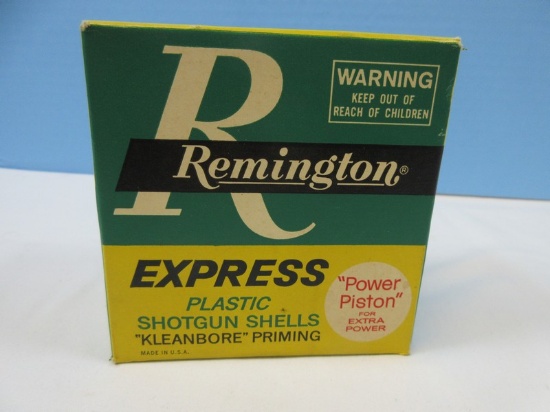 R
WARNING
KEEP OUT OF
REACH OF CHILDREN
Remington®
EXPRESS
PLASTIC
SHOTGUN SHELLS
"KLEANBORE" PRIMING
MADE IN U.S.A.
"Power
Piston"
FOR
EXTRA
POWER